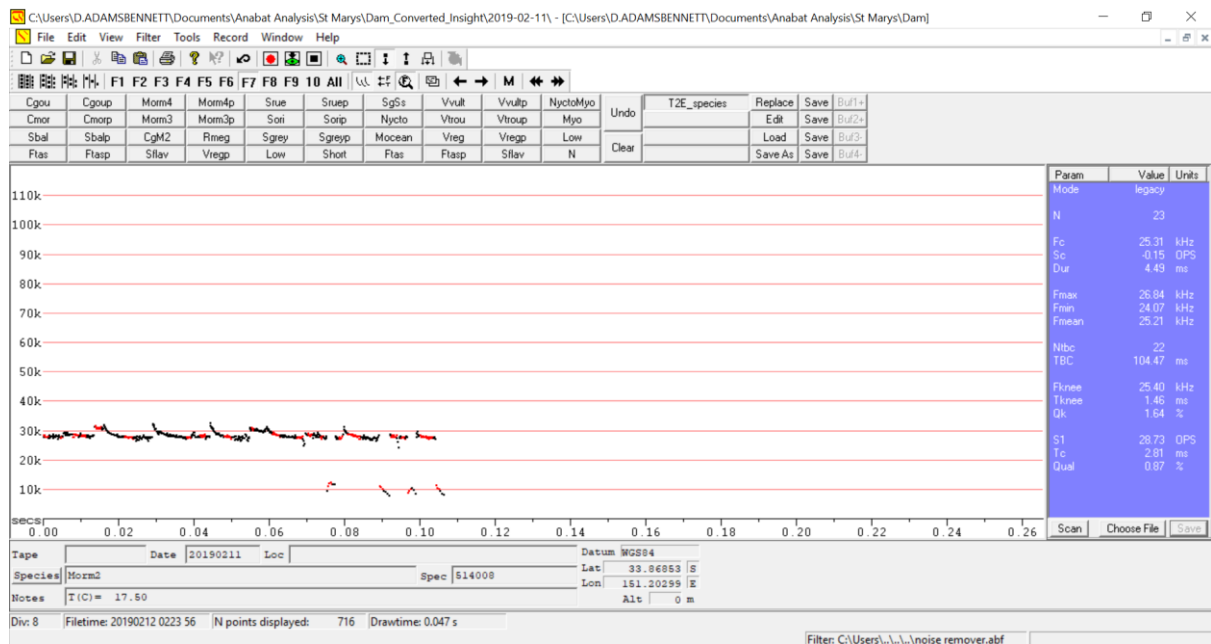 C:\Users\D.ADAMSBENNETT\Documents\Anabat Analysis\St Marys\Dam_Converted_Insight\2019-02-11\ - [C:\Users\D.ADAMSBENNETT\Documents\Anabat Analysis\St Marys\Dam]
File Edit View Filter Tools Record Window Help
F1 F2 F3 F4 F5 F6 F7 F8 F9 10 All M
Cgou Cgoup Morm4 Morm4p Srue Sruep SgSs Vvult Vvultp NyctoMyo Undo T2E_species Replace Save Buf1+
Cmor Cmorp Morm3 Morm3p Sori Sorip Nycto Vtrou Vtroup Myo Edit Save Buf2+
Sbal Sbalp CgM2 Rmeg Sgrey Sgreyp Mocean Vreg Vregp Low Clear Load Save Buf3-
Ftas Ftasp Sflav Vregp Low Short Ftas Ftasp Sflav N Save As Save Buf4-
110k
100k
90k
80k
70k
60k
50k
40k
30k
20k
10k
secs
0.00 0.02 0.04 0.06 0.08 0.10 0.12 0.14 0.16 0.18 0.20 0.22 0.24 0.26
Param Value Units
Mode legacy
N 23
Fc 25.31 kHz
Sc -0.15 OPS
Dur 4.49 ms
Fmax 26.84 kHz
Fmin 24.07 kHz
Fmean 25.21 kHz
Ntbc 22
TBC 104.47 ms
Fknee 25.40 kHz
Tknee 1.46 ms
Qk 1.64 %
S1 28.73 OPS
Tc 2.81 ms
Qual 0.87 %
Scan Choose File Save
Tape Date 20190211 Loc Datum WGS84
Species Morm2 Spec 514008 Lat 33.86853 S
Lon 151.20299 E
Notes T(C)= 17.50 Alt 0 m
Div: 8 Filetime: 20190212 0223 56 N points displayed: 716 Drawtime: 0.047 s
Filter: C:\Users\..\..\..\noise remover.abf